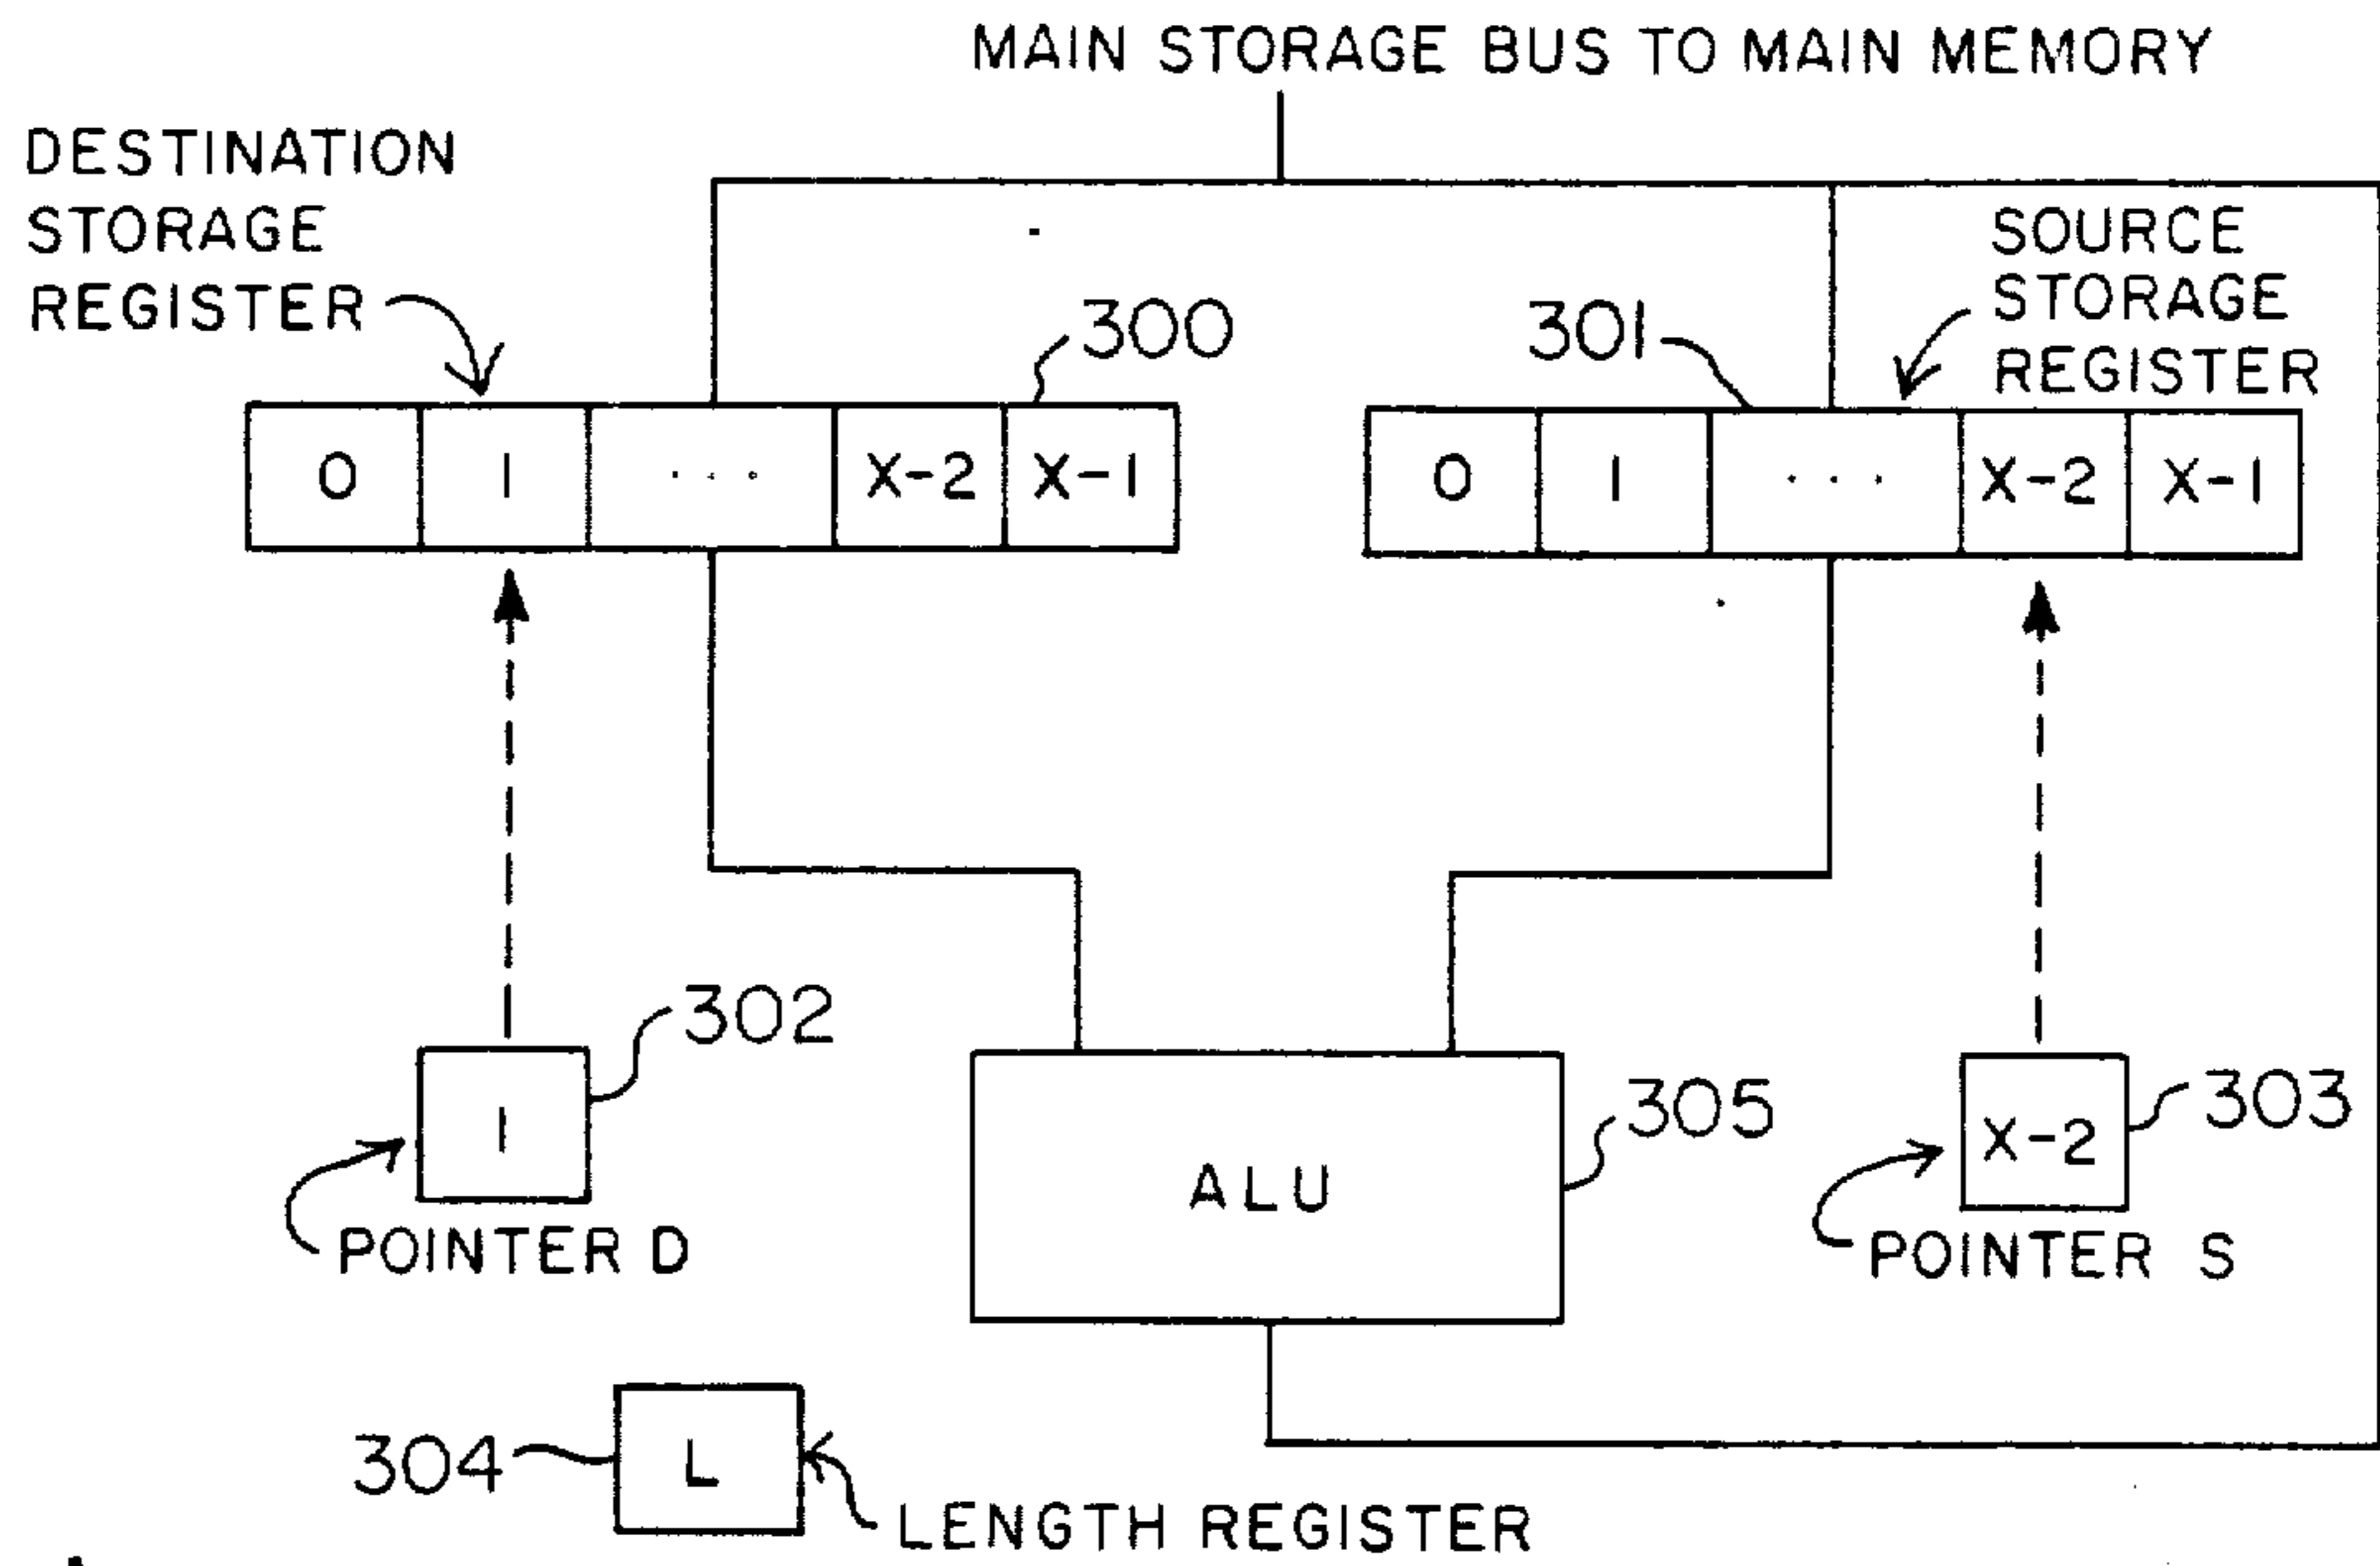 MAIN STORAGE BUS TO MAIN MEMORY
DESTINATION
STORAGE
REGISTER
SOURCE
STORAGE
REGISTER
300
301
0 1 ... X-2 X-1
0 1 ... X-2 X-1
302
303
305
1
X-2
ALU
POINTER D
POINTER S
304
L
LENGTH REGISTER